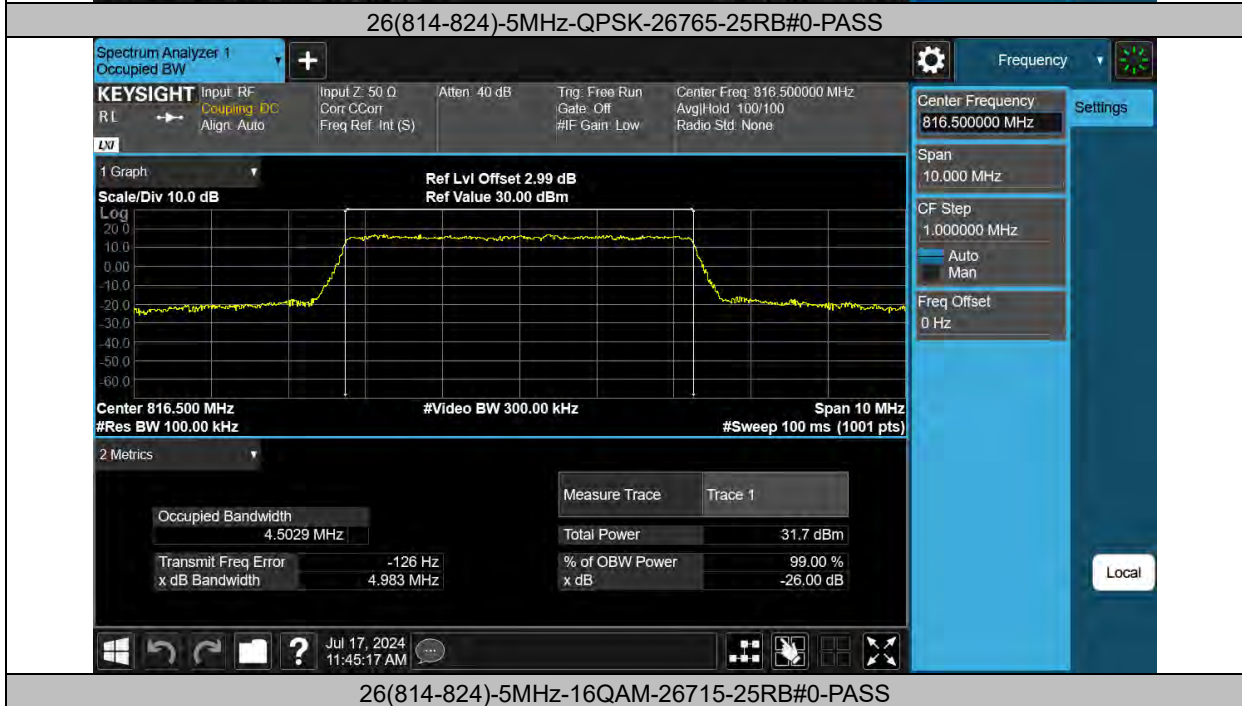 26(814-824)-5MHz-QPSK-26765-25RB#0-PASS
Spectrum Analyzer 1
Occupied BW
Frequency
KEYSIGHT
RL
LXI
Input: RF
Coupling: DC
Align: Auto
Input Z: 50 Ω
Corr CCorr
Freq Ref: Int (S)
Atten: 40 dB
Trig: Free Run
Gate: Off
#IF Gain: Low
Center Freq: 816.500000 MHz
Avg|Hold: 100/100
Radio Std: None
Center Frequency
816.500000 MHz
Settings
Span
10.000 MHz
CF Step
1.000000 MHz
Auto
Man
Freq Offset
0 Hz
1 Graph
Scale/Div 10.0 dB
Ref Lvl Offset 2.99 dB
Ref Value 30.00 dBm
Log
20.0
10.0
0.00
-10.0
-20.0
-30.0
-40.0
-50.0
-60.0
Center 816.500 MHz
#Video BW 300.00 kHz
Span 10 MHz
#Res BW 100.00 kHz
#Sweep 100 ms (1001 pts)
2 Metrics
Measure Trace
Trace 1
Occupied Bandwidth
4.5029 MHz
Total Power
31.7 dBm
Transmit Freq Error
-126 Hz
% of OBW Power
99.00 %
x dB Bandwidth
4.983 MHz
x dB
-26.00 dB
Local
?
Jul 17, 2024
11:45:17 AM
26(814-824)-5MHz-16QAM-26715-25RB#0-PASS